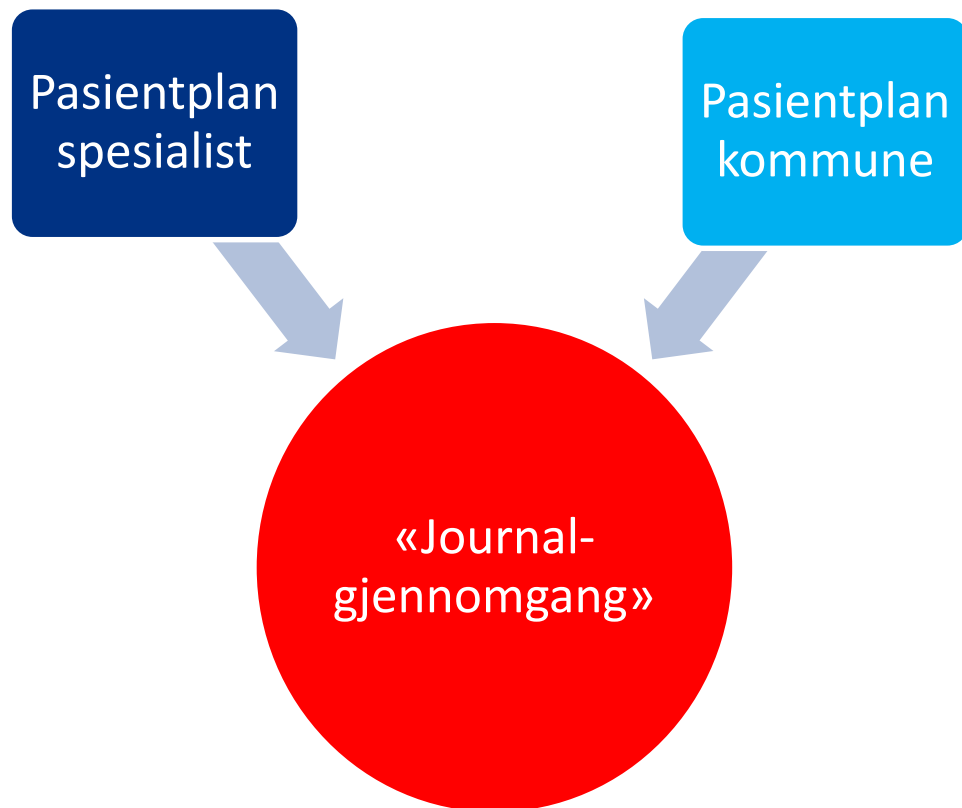 Pasientplan
spesialist
Pasientplan
kommune
«Journal-
gjennomgang»